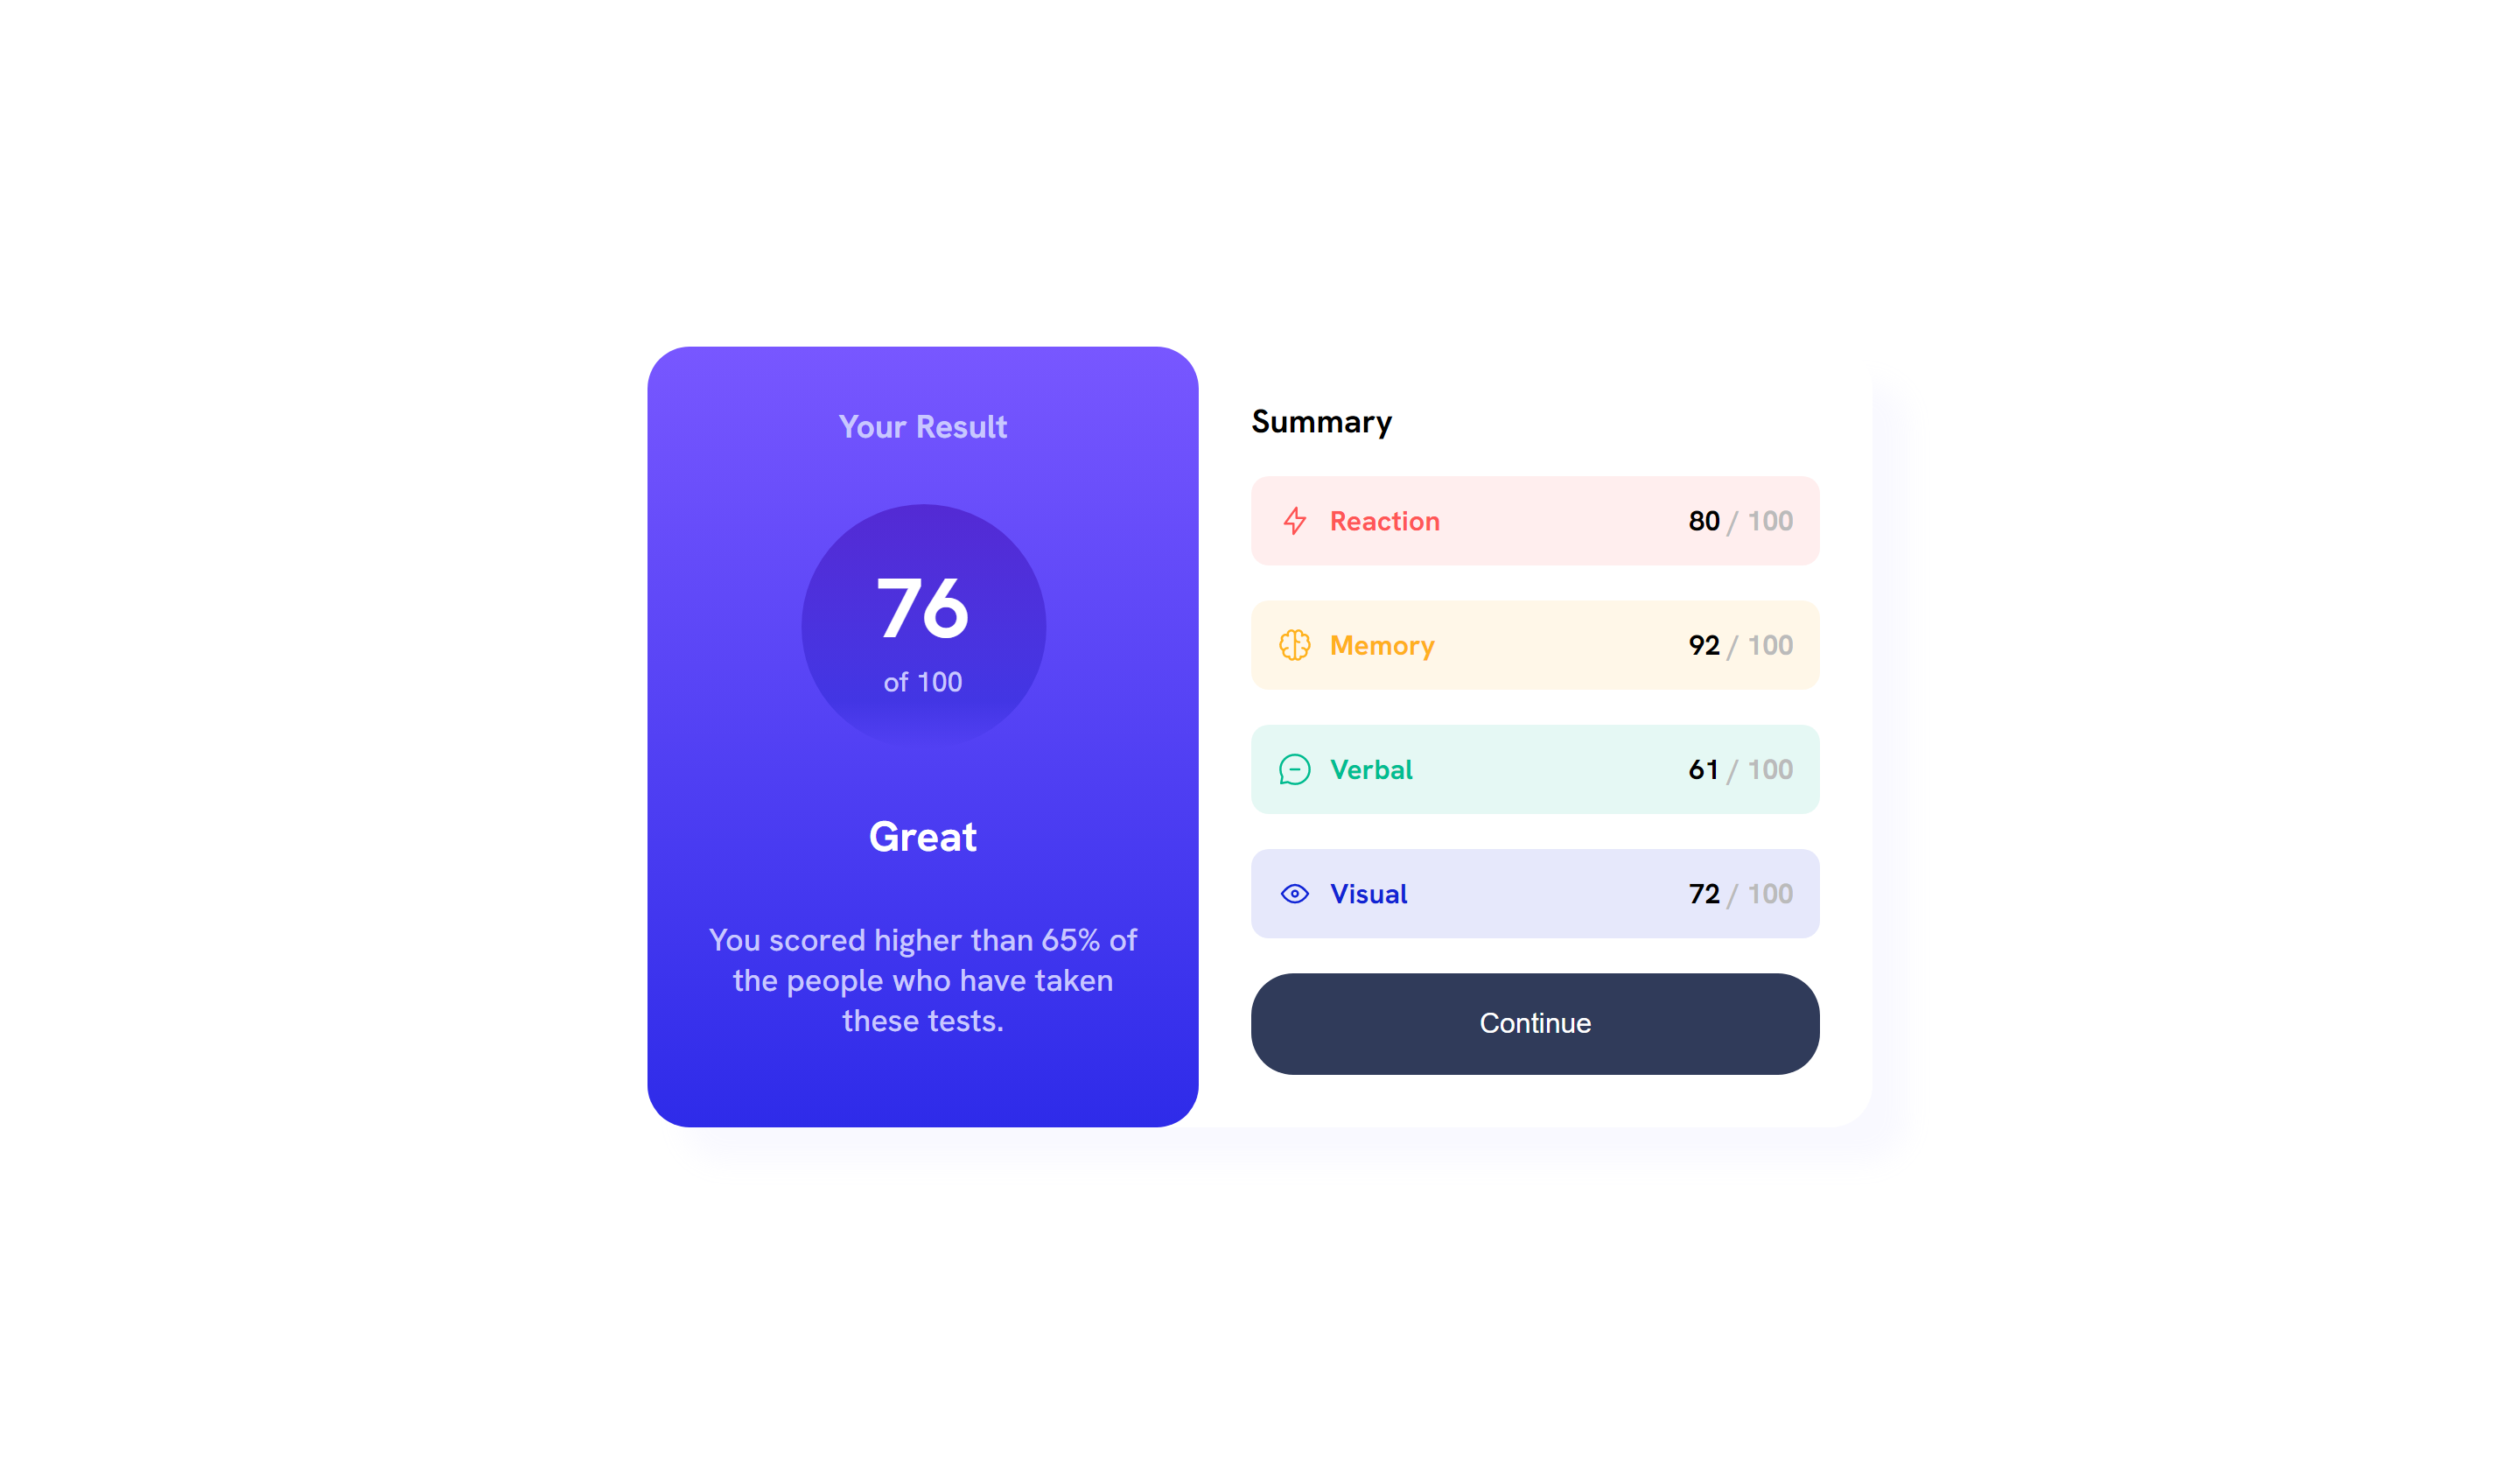 Your Result
76
of 100
Great
You scored higher than 65% of
the people who have taken
these tests.
Summary
Reaction 80 / 100
Memory 92 / 100
Verbal 61 / 100
Visual 72 / 100
Continue